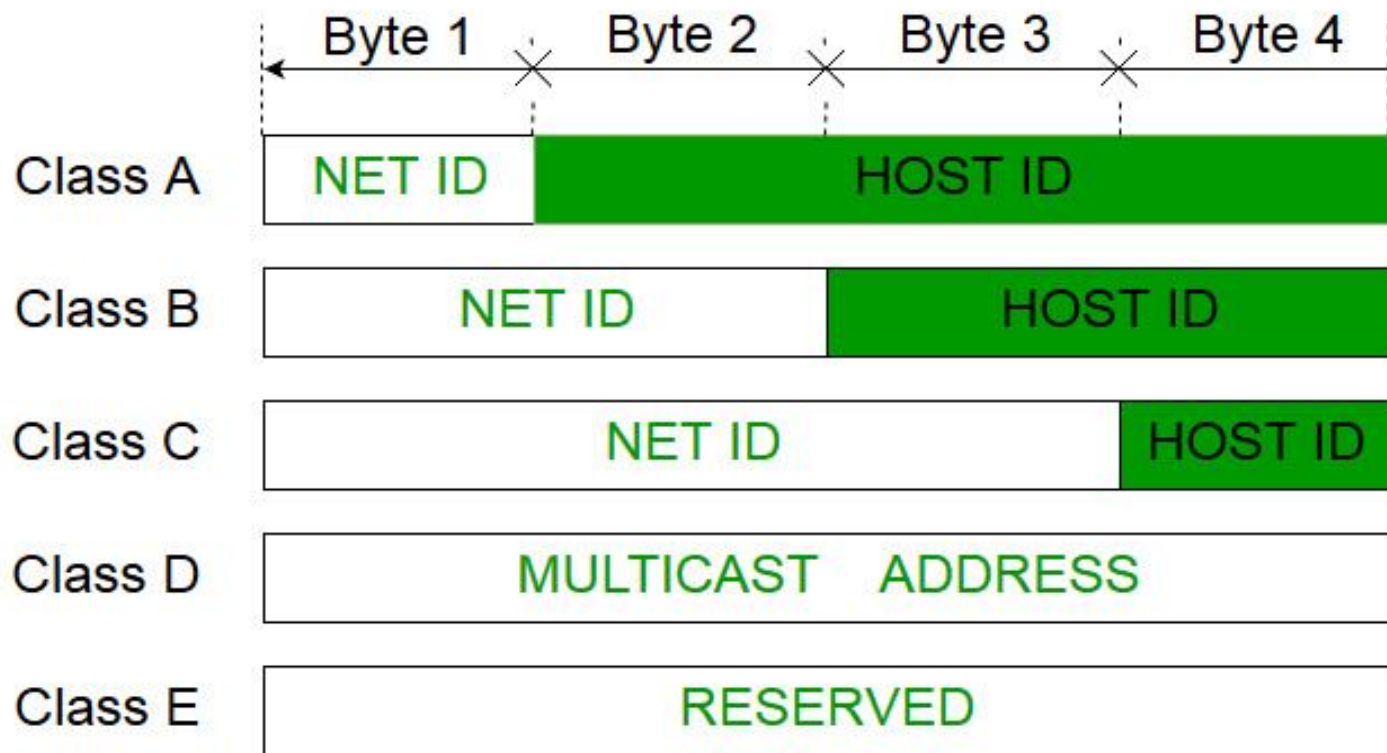 Byte 1 Byte 2 Byte 3 Byte 4
Class A NET ID HOST ID
Class B NET ID HOST ID
Class C NET ID HOST ID
Class D MULTICAST ADDRESS
Class E RESERVED